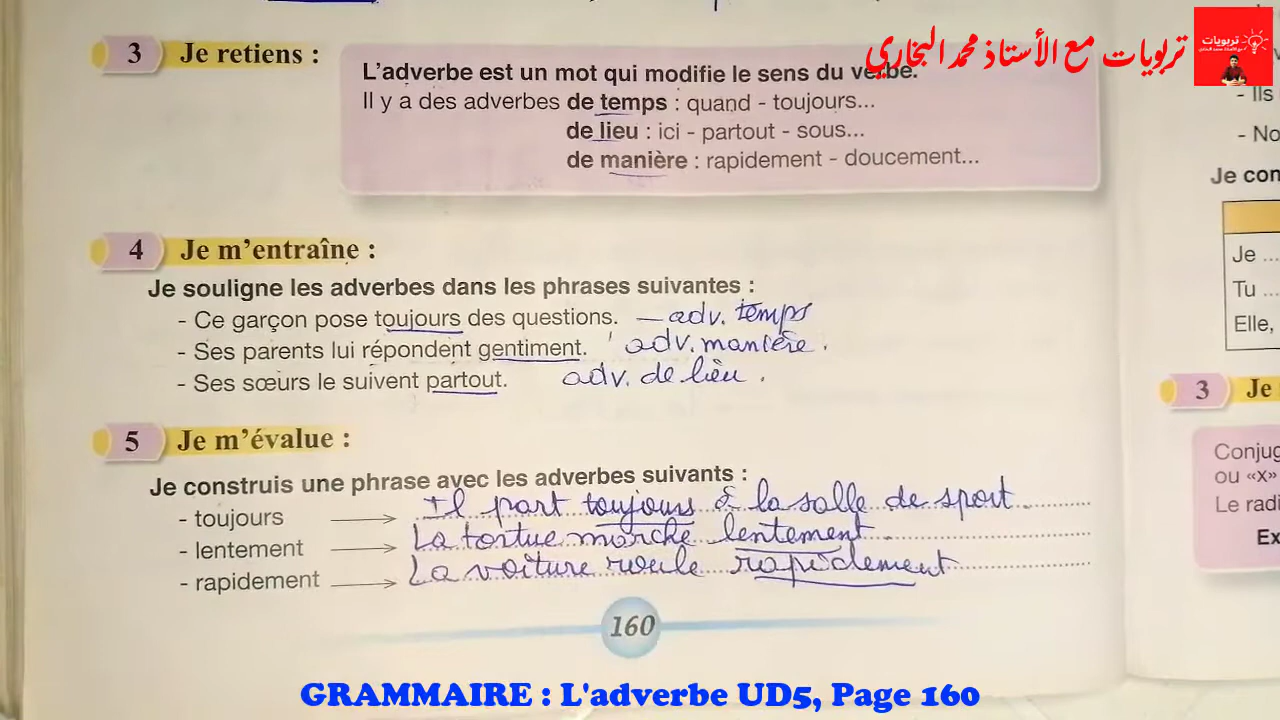 تربويات مع الأستاذ محمد البخاري
تربويات
3 Je retiens :
L'adverbe est un mot qui modifie le sens du verbe.
Il y a des adverbes de temps : quand - toujours...
de lieu : ici - partout - sous...
de manière : rapidement - doucement...
4 Je m'entraîne :
Je souligne les adverbes dans les phrases suivantes :
- Ce garçon pose toujours des questions. — adv. temps
- Ses parents lui répondent gentiment. adv. manière.
- Ses sœurs le suivent partout. adv. de lieu.
5 Je m'évalue :
Je construis une phrase avec les adverbes suivants :
- toujours → Il part toujours à la salle de sport
- lentement → La tortue marche lentement
- rapidement → La voiture roule rapidement
160
- Ils
- No
Je con
Je ...
Tu ...
Elle,
3 Je
Conjug
ou «x»
Le radi
Ex
GRAMMAIRE : L'adverbe UD5, Page 160